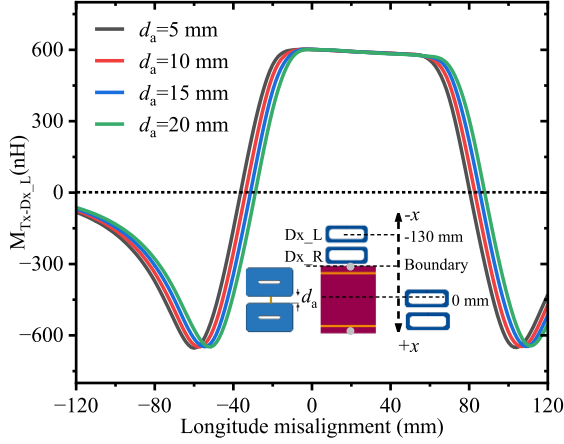 600
300
0
-300
-600
M_Tx-Dx_L(nH)
d_a=5 mm
d_a=10 mm
d_a=15 mm
d_a=20 mm
-x
Dx_L
-130 mm
Dx_R
Boundary
d_a
0 mm
+x
-120
-80
-40
0
40
80
120
Longitude misalignment (mm)